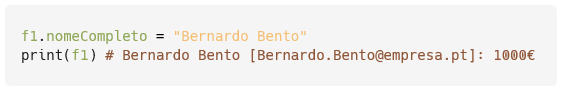 f1.nomeCompleto = "Bernardo Bento"
print(f1) # Bernardo Bento [Bernardo.Bento@empresa.pt]: 1000€